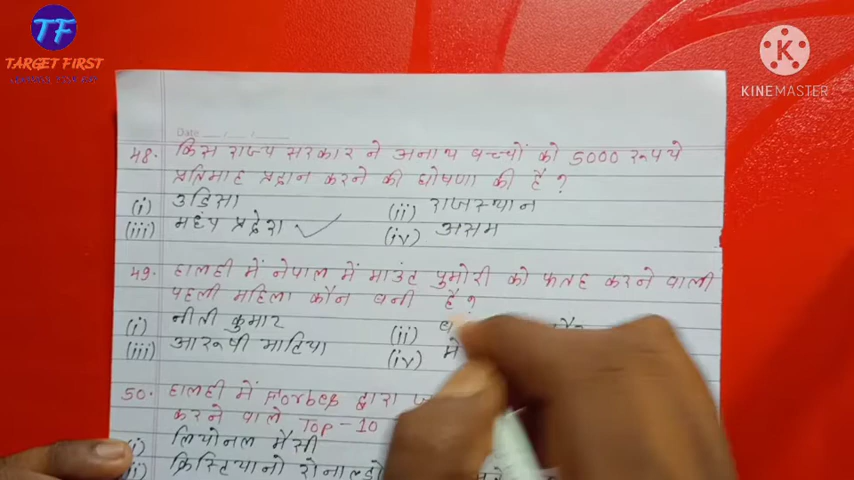 TF
TARGET FIRST
K
KINEMASTER
Date
48. किस राज्य सरकार ने अनाथ बच्चों को 5000 रूपये
प्रतिमाह प्रदान करने की घोषणा की है?
(i) उडिसा (ii) राजस्थान
(iii) मध्य प्रदेश (iv) असम
49. हालही में नेपाल में माउंट पुमोरी को फतह करने वाली
पहली महिला कौन बनी है?
(i) नीती कुमार (ii)
(iii) आरूषी भाटिया (iv)
50. हालही में Forbes द्वारा
करने वाले Top-10
(i) लियोनल मैसी
क्रिस्टियानो रोनाल्डो